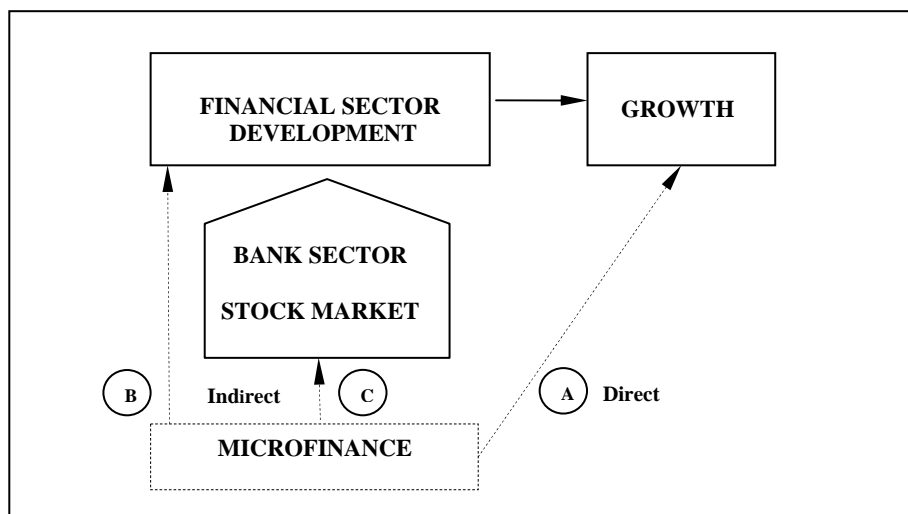 FINANCIAL SECTOR
DEVELOPMENT
GROWTH
BANK SECTOR
STOCK MARKET
B
Indirect
C
A
Direct
MICROFINANCE